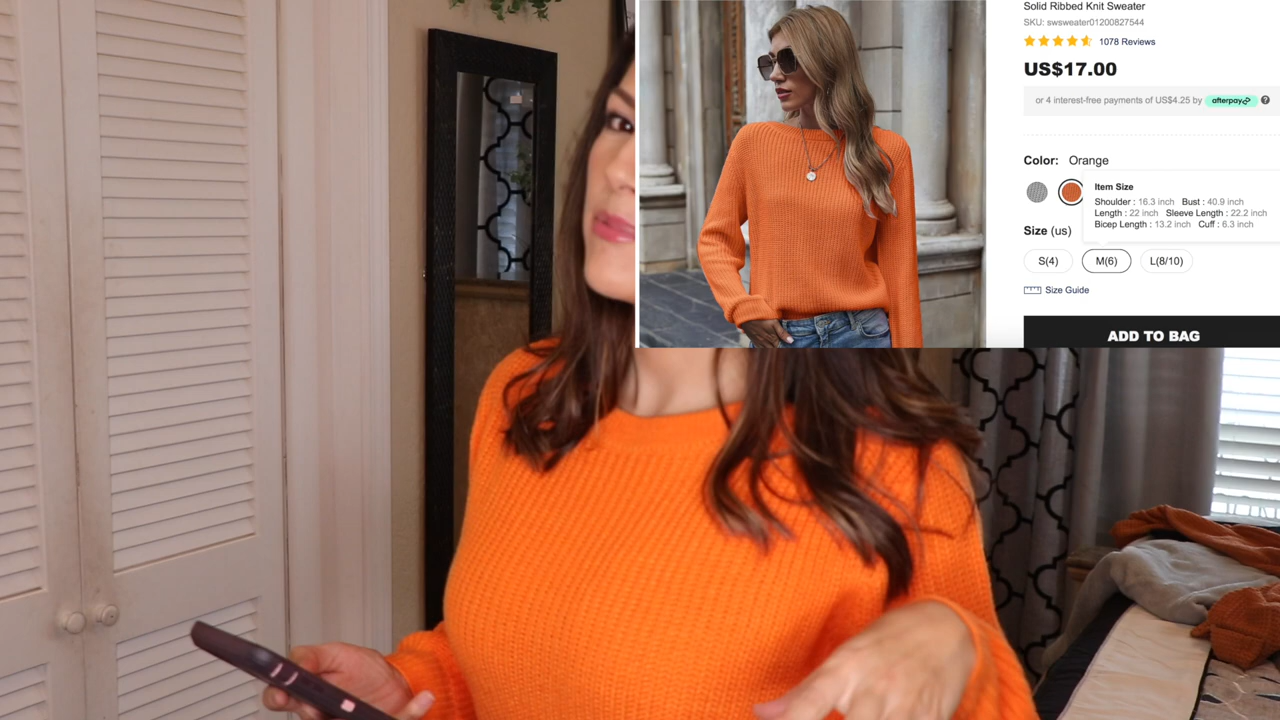 Solid Ribbed Knit Sweater
SKU: swsweater01200827544
1078 Reviews
US$17.00
or 4 interest-free payments of US$4.25 by afterpay
?
Color: Orange
Item Size
Shoulder : 16.3 inch Bust : 40.9 inch
Length : 22 inch Sleeve Length : 22.2 inch
Bicep Length : 13.2 inch Cuff : 6.3 inch
Size (us)
S(4) M(6) L(8/10)
Size Guide
ADD TO BAG